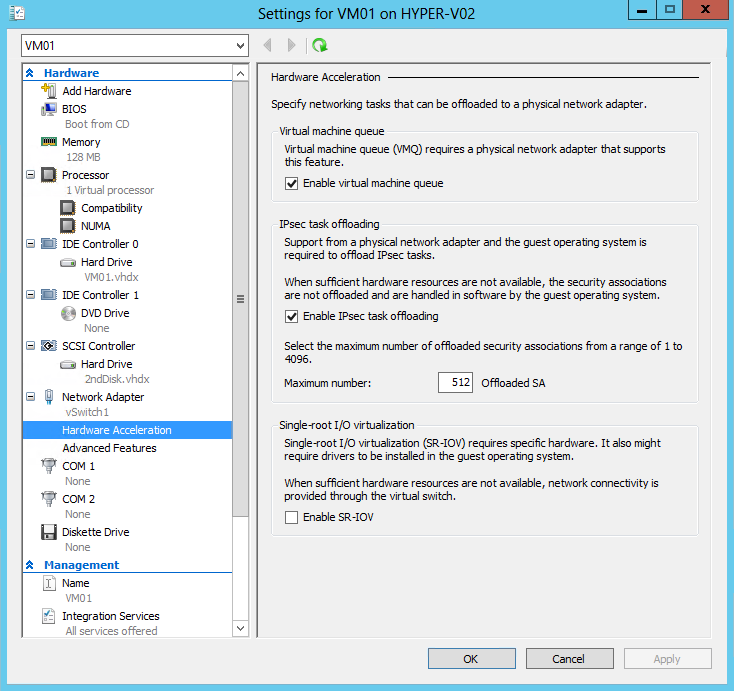 Settings for VM01 on HYPER-V02
VM01
Hardware
Add Hardware
BIOS
Boot from CD
Memory
128 MB
Processor
1 Virtual processor
Compatibility
NUMA
IDE Controller 0
Hard Drive
VM01.vhdx
IDE Controller 1
DVD Drive
None
SCSI Controller
Hard Drive
2ndDisk.vhdx
Network Adapter
vSwitch1
Hardware Acceleration
Advanced Features
COM 1
None
COM 2
None
Diskette Drive
None
Management
Name
VM01
Integration Services
All services offered
Hardware Acceleration
Specify networking tasks that can be offloaded to a physical network adapter.
Virtual machine queue
Virtual machine queue (VMQ) requires a physical network adapter that supports
this feature.
Enable virtual machine queue
IPsec task offloading
Support from a physical network adapter and the guest operating system is
required to offload IPsec tasks.
When sufficient hardware resources are not available, the security associations
are not offloaded and are handled in software by the guest operating system.
Enable IPsec task offloading
Select the maximum number of offloaded security associations from a range of 1 to
4096.
Maximum number: 512 Offloaded SA
Single-root I/O virtualization
Single-root I/O virtualization (SR-IOV) requires specific hardware. It also might
require drivers to be installed in the guest operating system.
When sufficient hardware resources are not available, network connectivity is
provided through the virtual switch.
Enable SR-IOV
OK Cancel Apply